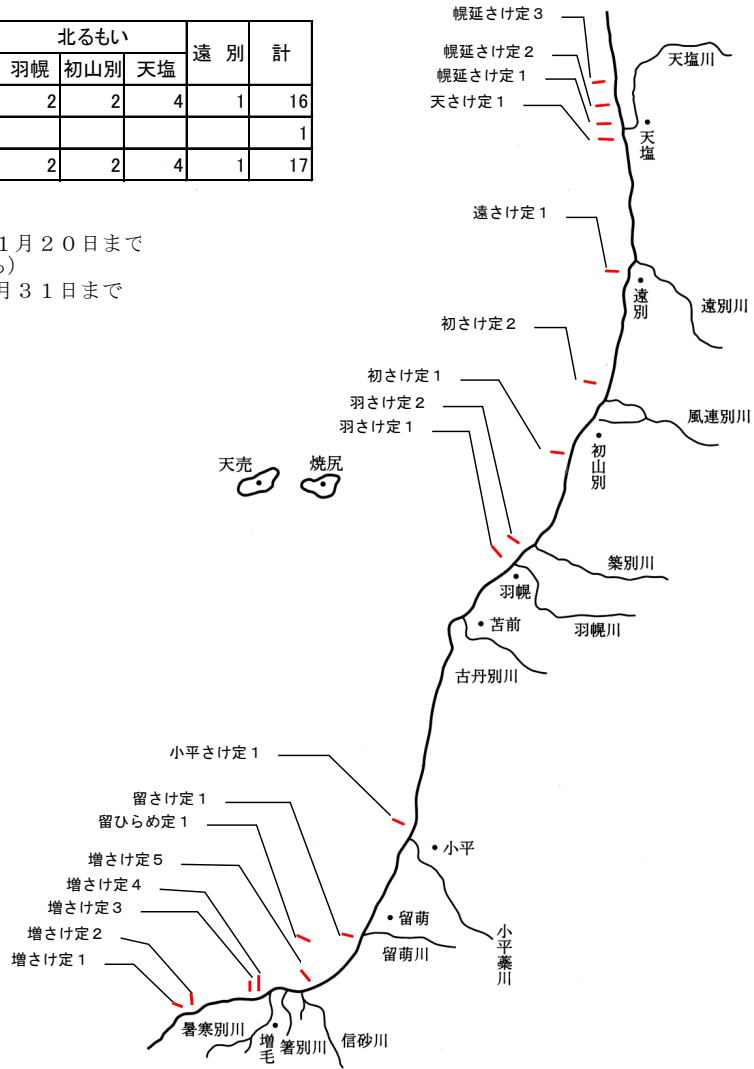 北るもい
遠 別
計
羽幌 初山別 天塩
2 2 4 1 16
1
2 2 4 1 17
1月20日まで
月31日まで
幌延さけ定3
幌延さけ定2
幌延さけ定1
天さけ定1
天塩川
天塩
遠さけ定1
遠別
遠別川
初さけ定2
初さけ定1
羽さけ定2
羽さけ定1
風連別川
初山別
天売
焼尻
築別川
羽幌
羽幌川
苫前
古丹別川
小平さけ定1
留さけ定1
留ひらめ定1
増さけ定5
増さけ定4
増さけ定3
増さけ定2
増さけ定1
小平
小平蘂川
留萌
留萌川
暑寒別川
増毛
箸別川
信砂川